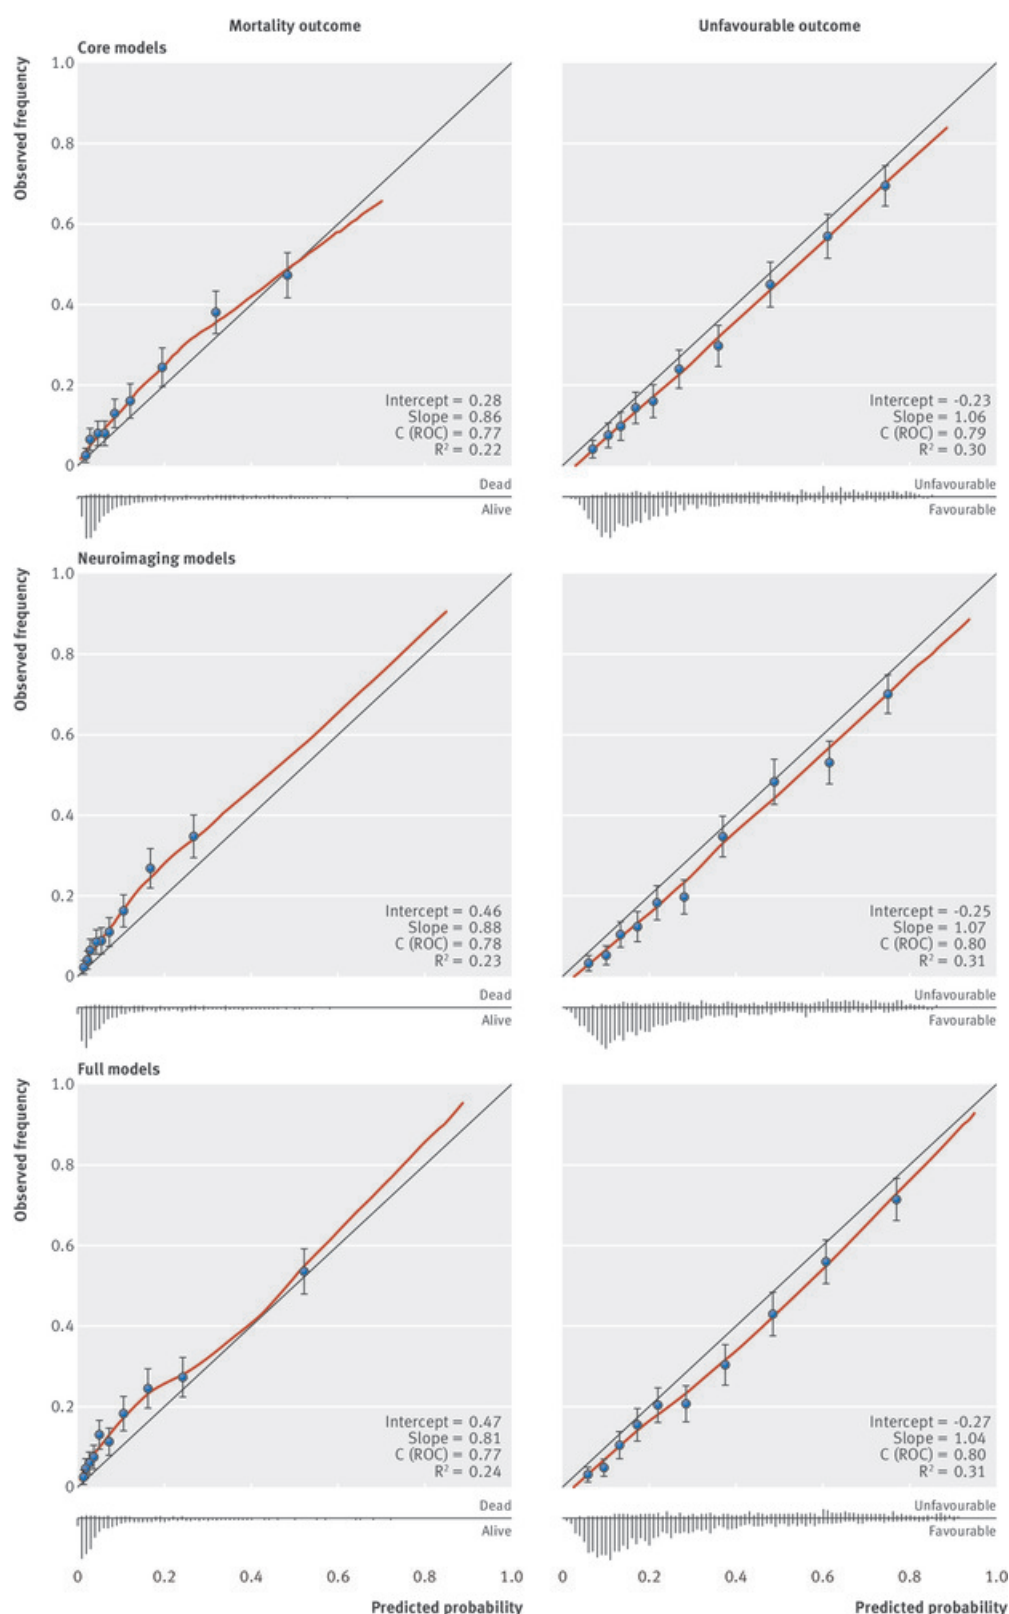 Mortality outcome
Unfavourable outcome
Core models
Observed frequency
1.0
0.8
0.6
0.4
0.2
0
Intercept = 0.28
Slope = 0.86
C (ROC) = 0.77
R² = 0.22
Dead
Alive
Intercept = -0.23
Slope = 1.06
C (ROC) = 0.79
R² = 0.30
Unfavourable
Favourable
Neuroimaging models
Observed frequency
1.0
0.8
0.6
0.4
0.2
0
Intercept = 0.46
Slope = 0.88
C (ROC) = 0.78
R² = 0.23
Dead
Alive
Intercept = -0.25
Slope = 1.07
C (ROC) = 0.80
R² = 0.31
Unfavourable
Favourable
Full models
Observed frequency
1.0
0.8
0.6
0.4
0.2
0
Intercept = 0.47
Slope = 0.81
C (ROC) = 0.77
R² = 0.24
Dead
Alive
0 0.2 0.4 0.6 0.8 1.0
Predicted probability
Intercept = -0.27
Slope = 1.04
C (ROC) = 0.80
R² = 0.31
Unfavourable
Favourable
0 0.2 0.4 0.6 0.8 1.0
Predicted probability